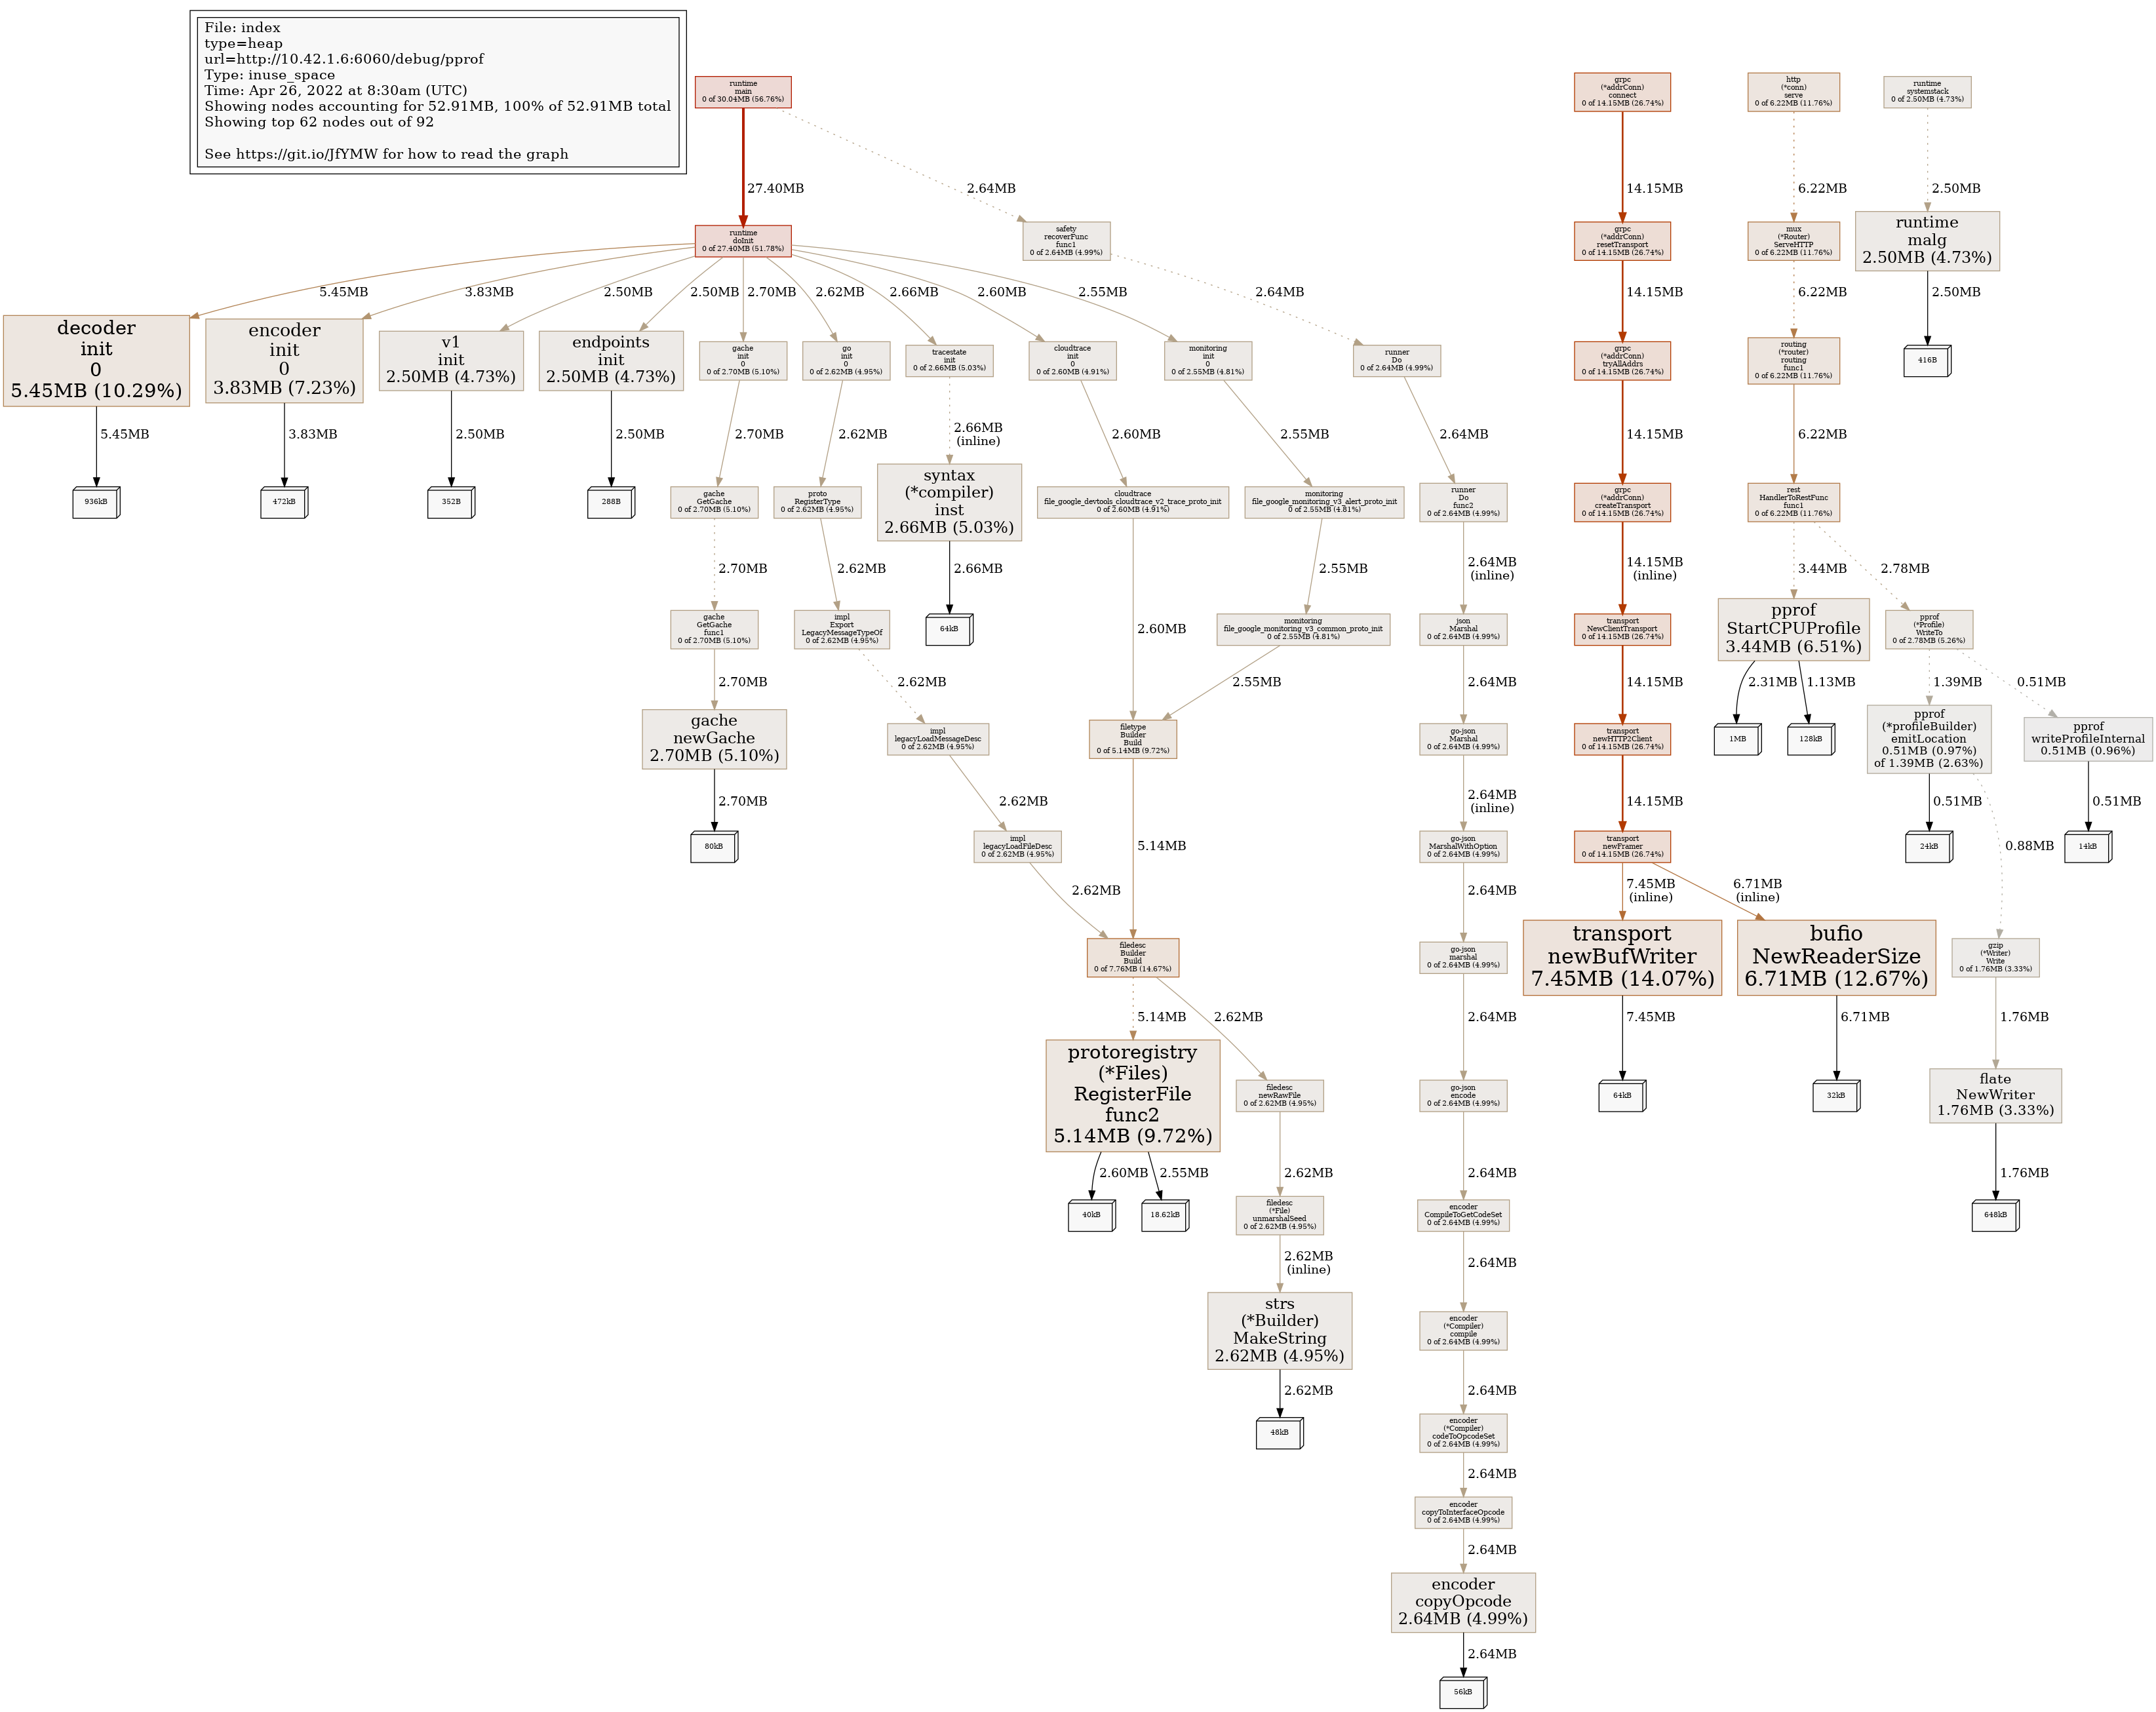 File: index
type=heap
url=http://10.42.1.6:6060/debug/pprof
Type: inuse_space
Time: Apr 26, 2022 at 8:30am (UTC)
Showing nodes accounting for 52.91MB, 100% of 52.91MB total
Showing top 62 nodes out of 92
See https://git.io/JfYMW for how to read the graph
runtime
main
0 of 30.04MB (56.76%)
grpc
(*addrConn)
connect
0 of 14.15MB (26.74%)
http
(*conn)
serve
0 of 6.22MB (11.76%)
runtime
systemstack
0 of 2.50MB (4.73%)
27.40MB
2.64MB
14.15MB
6.22MB
2.50MB
runtime
doInit
0 of 27.40MB (51.78%)
safety
recoverFunc
func1
0 of 2.64MB (4.99%)
grpc
(*addrConn)
resetTransport
0 of 14.15MB (26.74%)
mux
(*Router)
ServeHTTP
0 of 6.22MB (11.76%)
runtime
malg
2.50MB (4.73%)
5.45MB
3.83MB
2.50MB
2.50MB
2.70MB
2.62MB
2.66MB
2.60MB
2.55MB
2.64MB
14.15MB
6.22MB
2.50MB
decoder
init
0
5.45MB (10.29%)
encoder
init
0
3.83MB (7.23%)
v1
init
2.50MB (4.73%)
endpoints
init
2.50MB (4.73%)
gache
init
0
0 of 2.70MB (5.10%)
go
init
0
0 of 2.62MB (4.95%)
tracestate
init
0 of 2.66MB (5.03%)
cloudtrace
init
0
0 of 2.60MB (4.91%)
monitoring
init
0
0 of 2.55MB (4.81%)
runner
Do
0 of 2.64MB (4.99%)
grpc
(*addrConn)
tryAllAddrs
0 of 14.15MB (26.74%)
routing
(*router)
routing
func1
0 of 6.22MB (11.76%)
416B
5.45MB
3.83MB
2.50MB
2.50MB
2.70MB
2.62MB
2.66MB
(inline)
2.60MB
2.55MB
2.64MB
14.15MB
6.22MB
936kB
472kB
352B
288B
gache
GetGache
0 of 2.70MB (5.10%)
proto
RegisterType
0 of 2.62MB (4.95%)
syntax
(*compiler)
inst
2.66MB (5.03%)
cloudtrace
file_google_devtools_cloudtrace_v2_trace_proto_init
0 of 2.60MB (4.91%)
monitoring
file_google_monitoring_v3_alert_proto_init
0 of 2.55MB (4.81%)
runner
Do
func2
0 of 2.64MB (4.99%)
grpc
(*addrConn)
createTransport
0 of 14.15MB (26.74%)
rest
HandlerToRestFunc
func1
0 of 6.22MB (11.76%)
2.70MB
2.62MB
2.66MB
2.60MB
2.55MB
2.64MB
(inline)
14.15MB
(inline)
3.44MB
2.78MB
gache
GetGache
func1
0 of 2.70MB (5.10%)
impl
Export
LegacyMessageTypeOf
0 of 2.62MB (4.95%)
64kB
monitoring
file_google_monitoring_v3_common_proto_init
0 of 2.55MB (4.81%)
json
Marshal
0 of 2.64MB (4.99%)
transport
NewClientTransport
0 of 14.15MB (26.74%)
pprof
StartCPUProfile
3.44MB (6.51%)
pprof
(*Profile)
WriteTo
0 of 2.78MB (5.26%)
2.70MB
2.62MB
2.55MB
2.64MB
14.15MB
2.31MB
1.13MB
1.39MB
0.51MB
gache
newGache
2.70MB (5.10%)
impl
legacyLoadMessageDesc
0 of 2.62MB (4.95%)
filetype
Builder
Build
0 of 5.14MB (9.72%)
go-json
Marshal
0 of 2.64MB (4.99%)
transport
newHTTP2Client
0 of 14.15MB (26.74%)
1MB
128kB
pprof
(*profileBuilder)
emitLocation
0.51MB (0.97%)
of 1.39MB (2.63%)
pprof
writeProfileInternal
0.51MB (0.96%)
2.70MB
2.62MB
5.14MB
2.64MB
(inline)
14.15MB
0.51MB
0.88MB
0.51MB
80kB
impl
legacyLoadFileDesc
0 of 2.62MB (4.95%)
go-json
MarshalWithOption
0 of 2.64MB (4.99%)
transport
newFramer
0 of 14.15MB (26.74%)
24kB
14kB
2.62MB
2.64MB
7.45MB
(inline)
6.71MB
(inline)
filedesc
Builder
Build
0 of 7.76MB (14.67%)
go-json
marshal
0 of 2.64MB (4.99%)
transport
newBufWriter
7.45MB (14.07%)
bufio
NewReaderSize
6.71MB (12.67%)
gzip
(*Writer)
Write
0 of 1.76MB (3.33%)
5.14MB
2.62MB
2.64MB
7.45MB
6.71MB
1.76MB
protoregistry
(*Files)
RegisterFile
func2
5.14MB (9.72%)
filedesc
newRawFile
0 of 2.62MB (4.95%)
go-json
encode
0 of 2.64MB (4.99%)
64kB
32kB
flate
NewWriter
1.76MB (3.33%)
2.60MB
2.55MB
2.62MB
2.64MB
1.76MB
40kB
18.62kB
filedesc
(*File)
unmarshalSeed
0 of 2.62MB (4.95%)
encoder
CompileToGetCodeSet
0 of 2.64MB (4.99%)
648kB
2.62MB
(inline)
2.64MB
strs
(*Builder)
MakeString
2.62MB (4.95%)
encoder
(*Compiler)
compile
0 of 2.64MB (4.99%)
2.62MB
2.64MB
48kB
encoder
(*Compiler)
codeToOpcodeSet
0 of 2.64MB (4.99%)
2.64MB
encoder
copyToInterfaceOpcode
0 of 2.64MB (4.99%)
2.64MB
encoder
copyOpcode
2.64MB (4.99%)
2.64MB
56kB